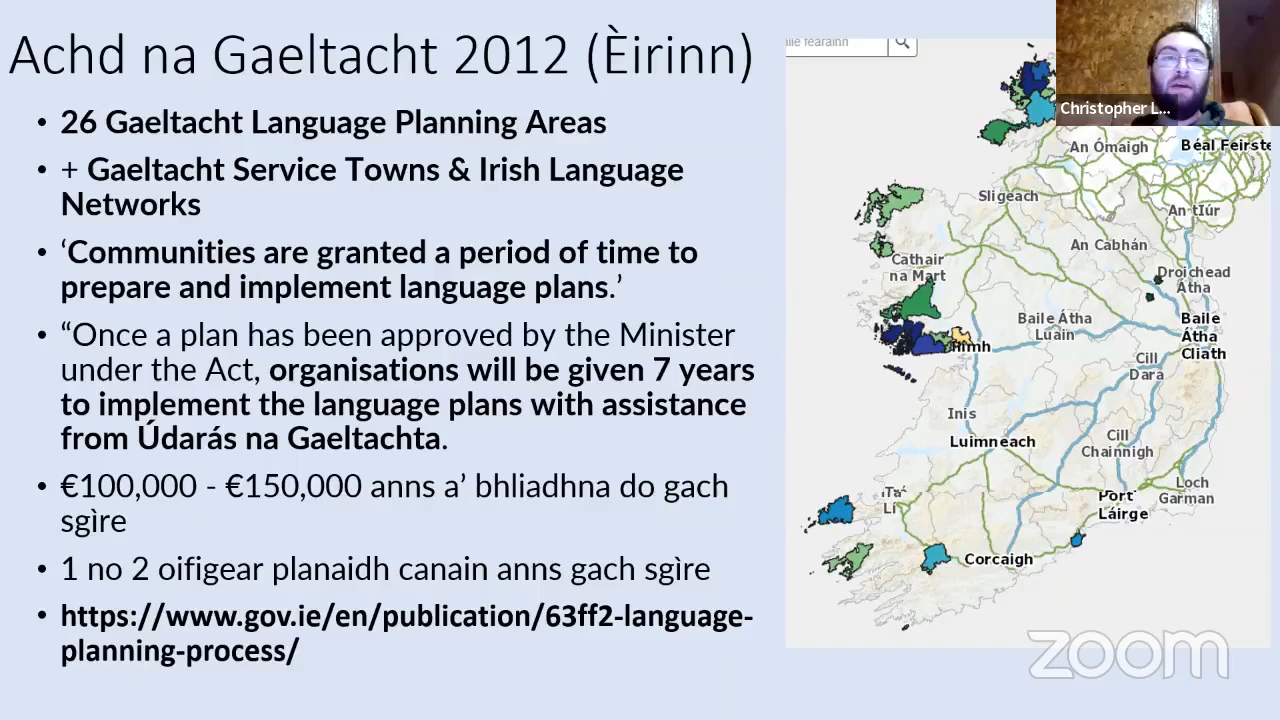 Achd na Gaeltacht 2012 (Èirinn)
• 26 Gaeltacht Language Planning Areas
• + Gaeltacht Service Towns & Irish Language
Networks
• ‘Communities are granted a period of time to
prepare and implement language plans.’
• “Once a plan has been approved by the Minister
under the Act, organisations will be given 7 years
to implement the language plans with assistance
from Údarás na Gaeltachta.
• €100,000 - €150,000 anns a’ bhliadhna do gach
sgìre
• 1 no 2 oifigear planaidh canain anns gach sgìre
• https://www.gov.ie/en/publication/63ff2-language-
planning-process/
Christopher L...
An Ómaigh
Béal Feirste
Sligeach
An tIúr
An Cabhán
Cathair
na Mart
Droichead
Átha
Baile Átha
Luain
Baile
Átha
Cliath
Cill
Dara
Inis
Luimneach
Cill
Chainnigh
Loch
Garman
Port
Láirge
Corcaigh
zoom